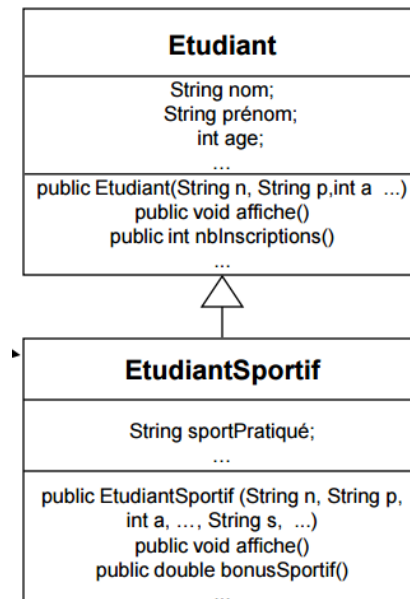 Etudiant
String nom;
String prénom;
int age;
...
public Etudiant(String n, String p,int a ...)
public void affiche()
public int nbInscriptions()
...
EtudiantSportif
String sportPratiqué;
...
public EtudiantSportif (String n, String p,
int a, ..., String s, ...)
public void affiche()
public double bonusSportif()
...